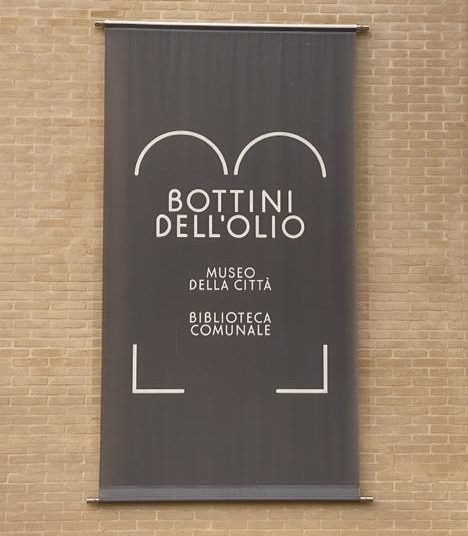 BOTTINI
DELL'OLIO
MUSEO
DELLA CITTÀ
BIBLIOTECA
COMUNALE